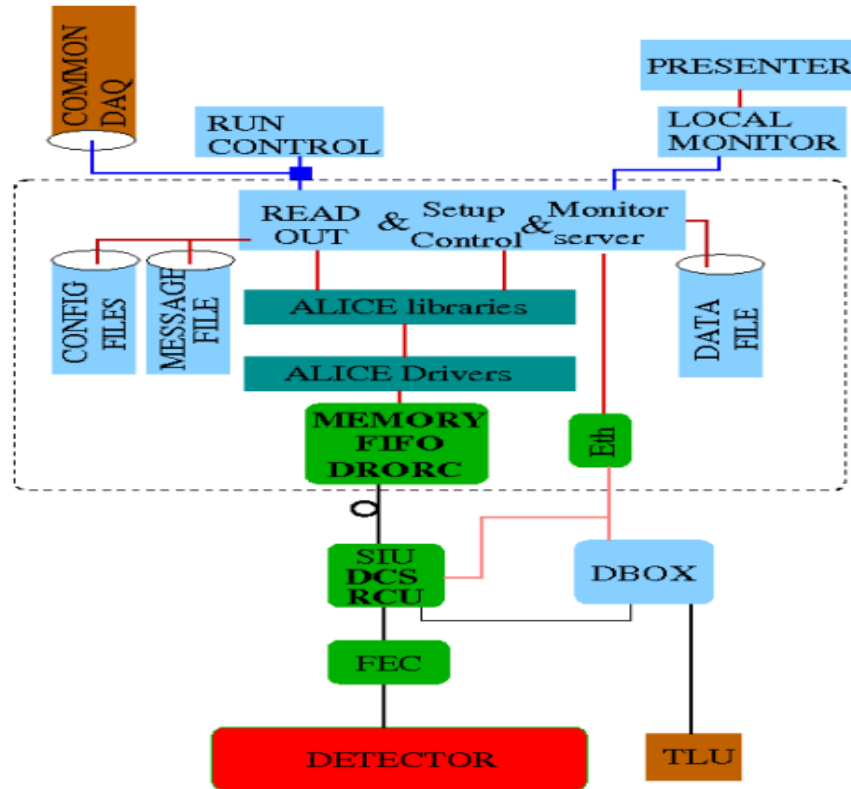 COMMON
DAQ
RUN
CONTROL
PRESENTER
LOCAL
MONITOR
READ
OUT
&
Setup
Control
&
Monitor
server
CONFIG
FILES
MESSAGE
FILE
DATA
FILE
ALICE libraries
ALICE Drivers
MEMORY
FIFO
DRORC
Eth
SIU
DCS
RCU
DBOX
FEC
DETECTOR
TLU